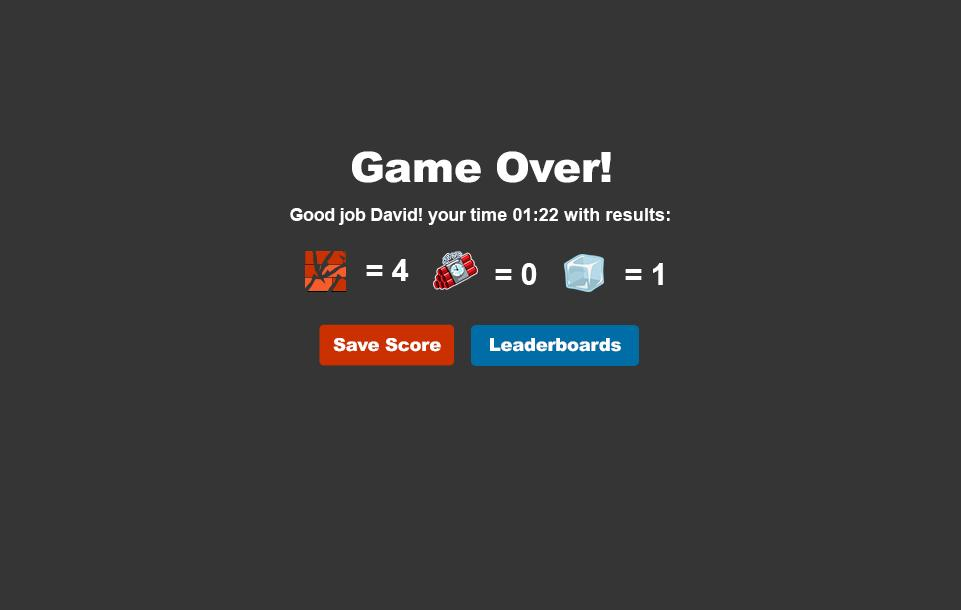 Game Over!
Good job David! your time 01:22 with results:
= 4 = 0 = 1
Save Score Leaderboards